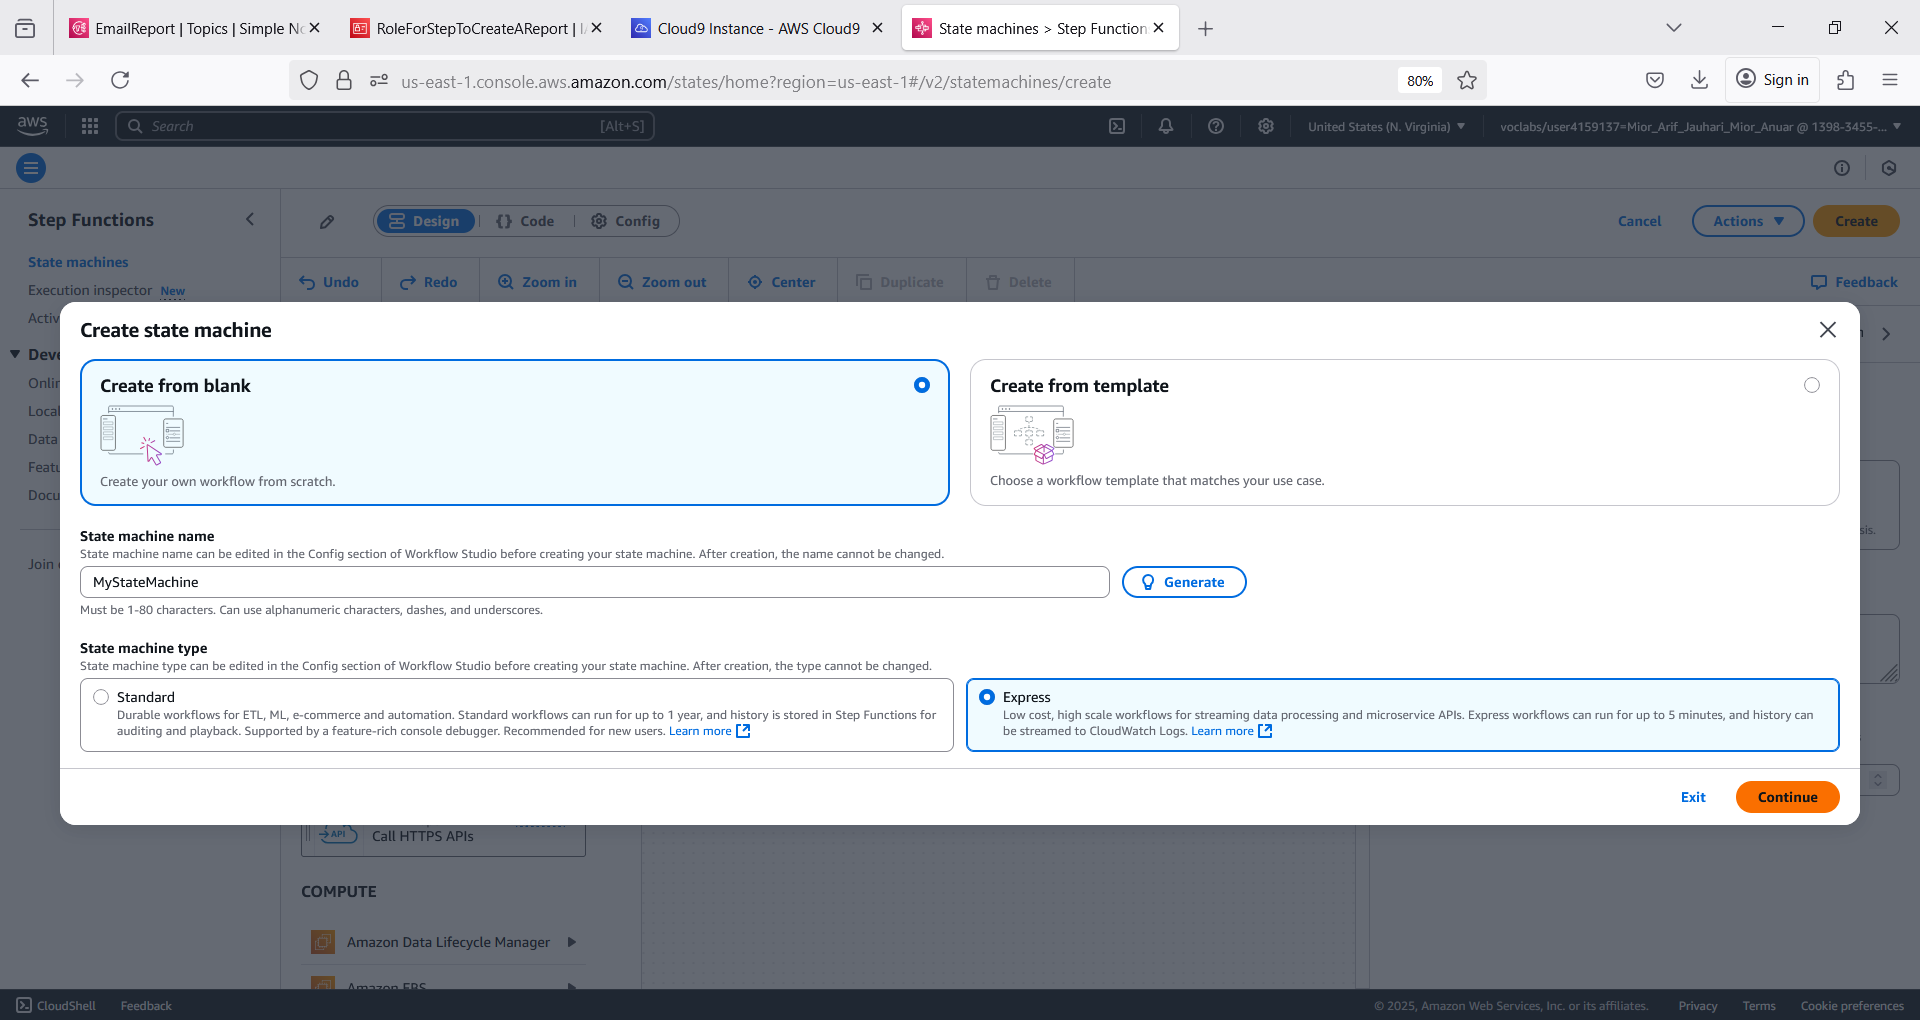 EmailReport | Topics | Simple No
RoleForStepToCreateAReport | IA
Cloud9 Instance - AWS Cloud9
State machines > Step Function
us-east-1.console.aws.amazon.com/states/home?region=us-east-1#/v2/statemachines/create
80%
Sign in
aws
Search
[Alt+S]
United States (N. Virginia)
voclabs/user4159137=Mior_Arif_Jauhari_Mior_Anuar @ 1398-3455-...
Step Functions
Design
Code
Config
Cancel
Actions
Create
State machines
Execution inspector New
Undo
Redo
Zoom in
Zoom out
Center
Duplicate
Delete
Feedback
Activ
Deve
Onlin
Local
Data
Featu
Docu
Join
sis.
Create state machine
Create from blank
Create your own workflow from scratch.
Create from template
Choose a workflow template that matches your use case.
State machine name
State machine name can be edited in the Config section of Workflow Studio before creating your state machine. After creation, the name cannot be changed.
MyStateMachine
Generate
Must be 1-80 characters. Can use alphanumeric characters, dashes, and underscores.
State machine type
State machine type can be edited in the Config section of Workflow Studio before creating your state machine. After creation, the type cannot be changed.
Standard
Durable workflows for ETL, ML, e-commerce and automation. Standard workflows can run for up to 1 year, and history is stored in Step Functions for
auditing and playback. Supported by a feature-rich console debugger. Recommended for new users. Learn more
Express
Low cost, high scale workflows for streaming data processing and microservice APIs. Express workflows can run for up to 5 minutes, and history can
be streamed to CloudWatch Logs. Learn more
Exit
Continue
API
Call HTTPS APIs
COMPUTE
Amazon Data Lifecycle Manager
Amazon EBS
CloudShell
Feedback
© 2025, Amazon Web Services, Inc. or its affiliates.
Privacy
Terms
Cookie preferences